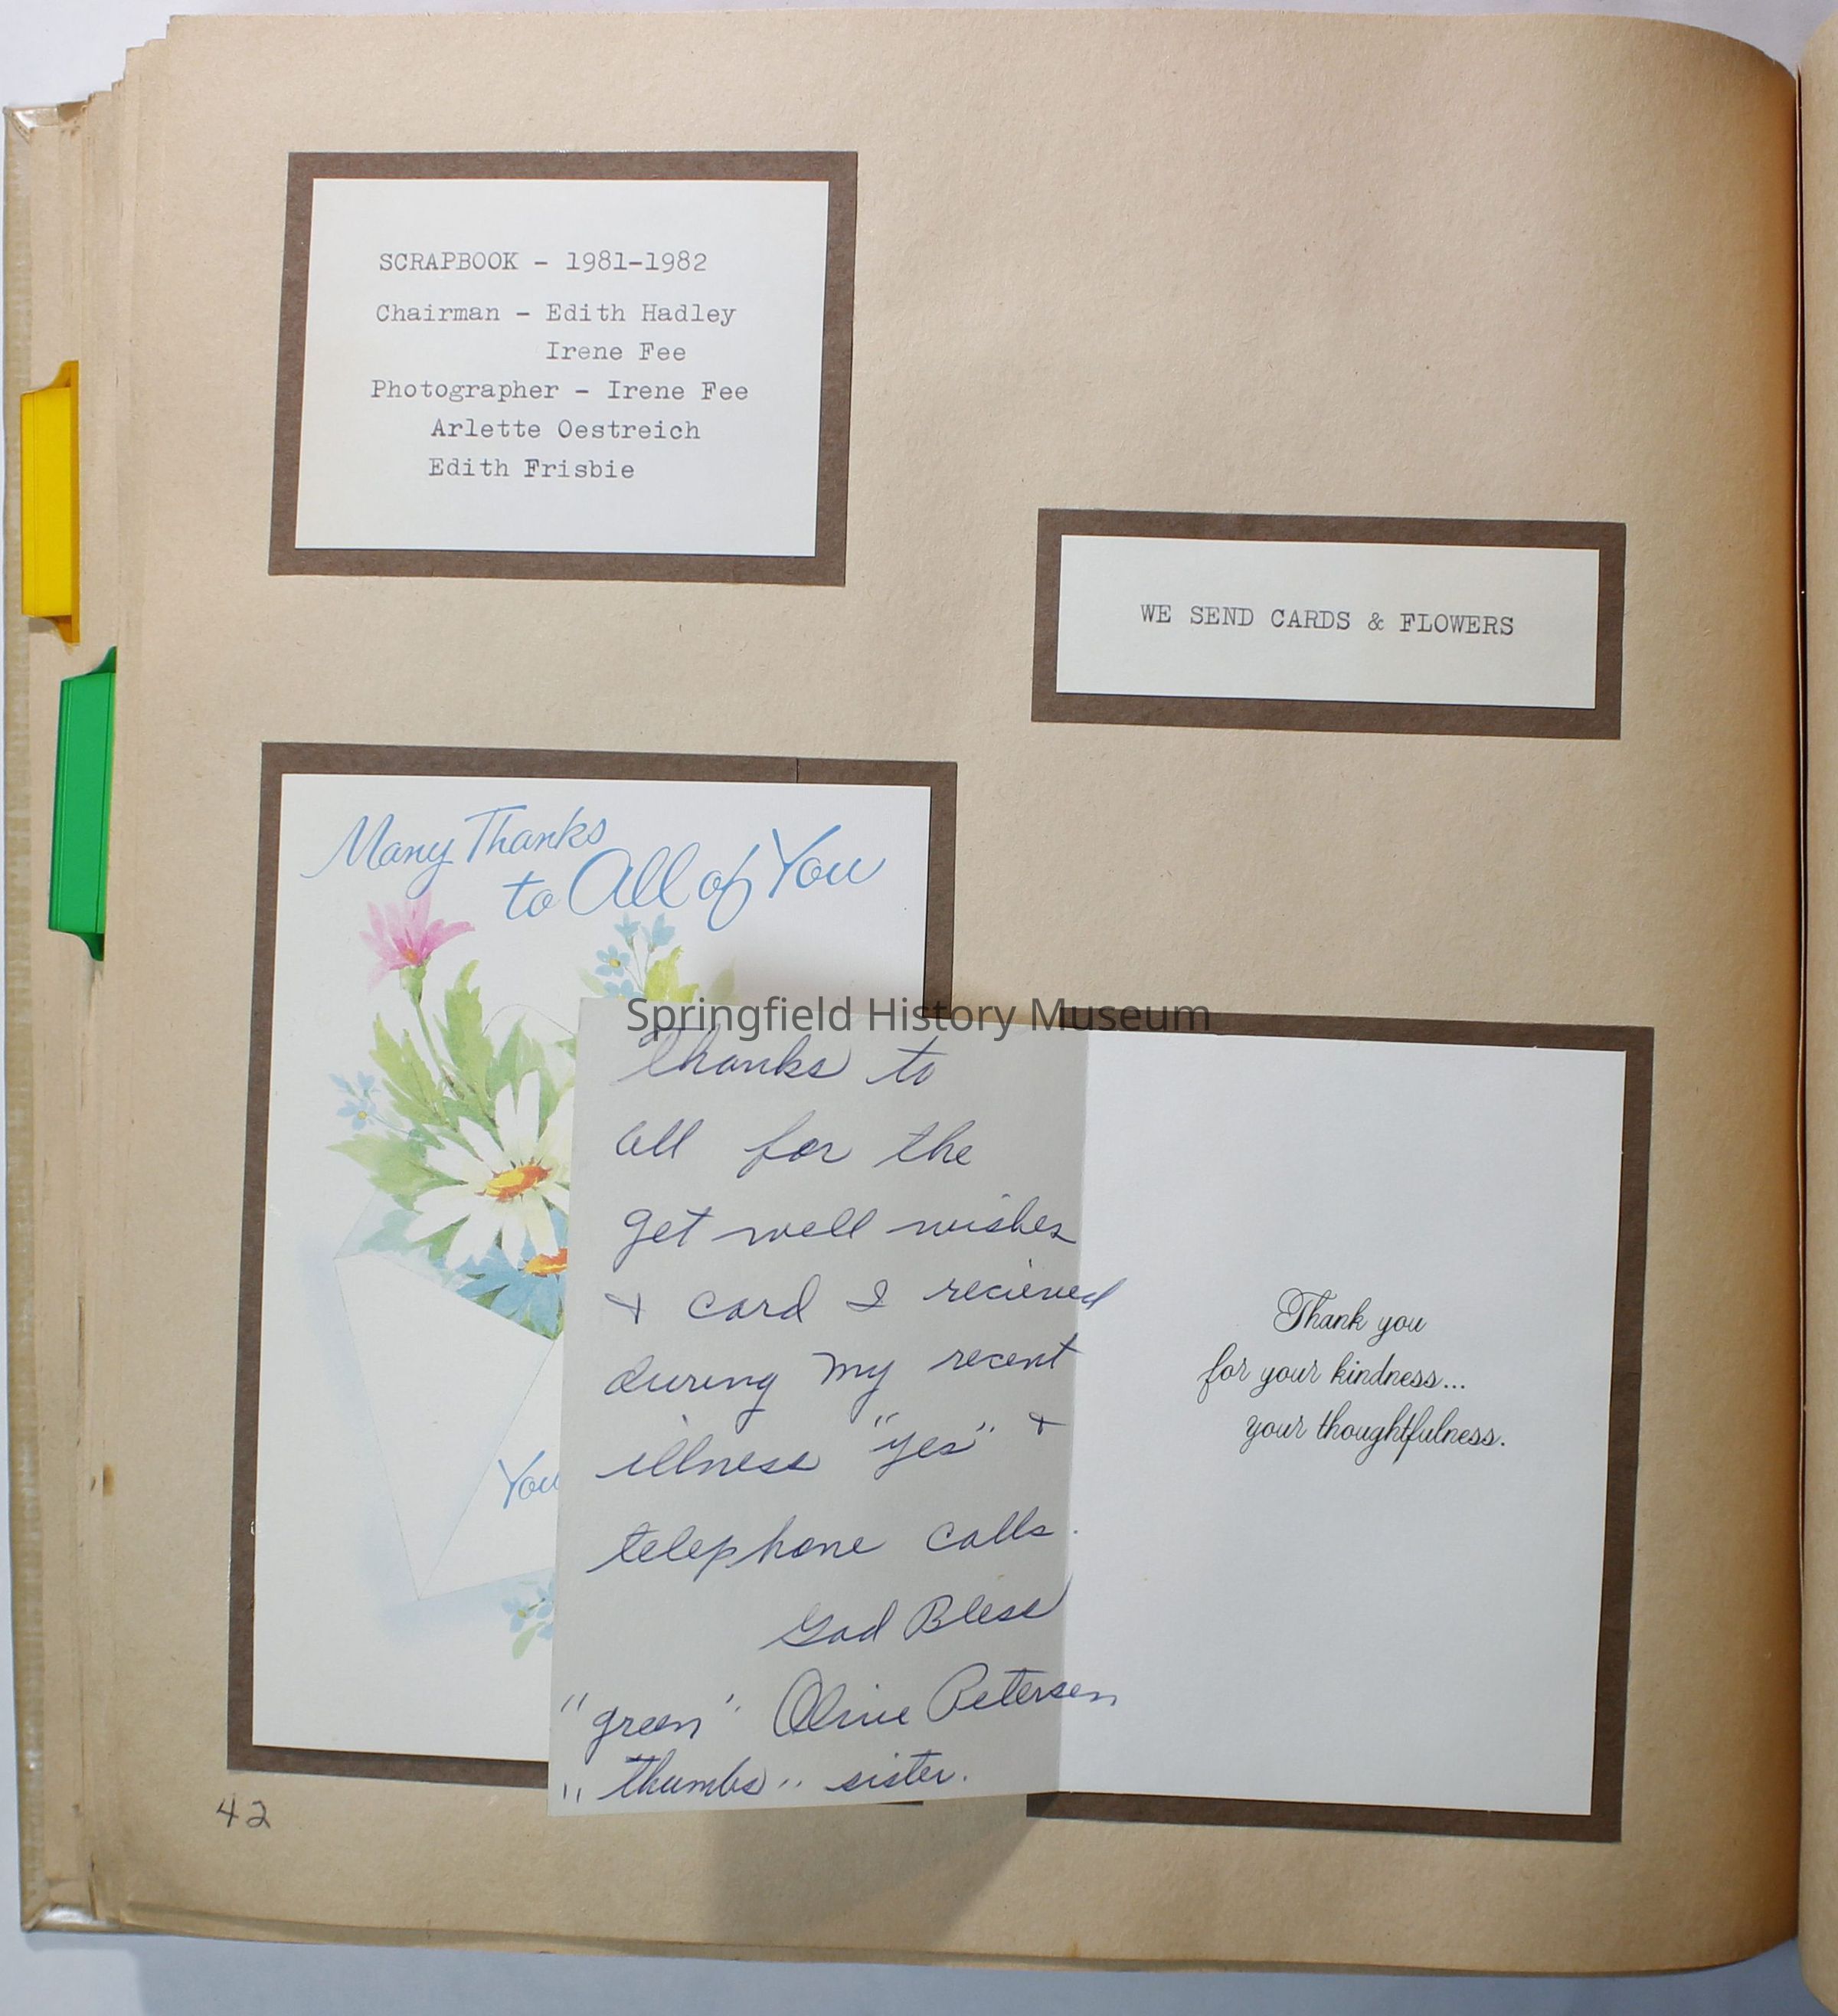 SCRAPBOOK - 1981-1982
Chairman - Edith Hadley
Irene Fee
Photographer - Irene Fee
Arlette Oestreich
Edith Frisbie
WE SEND CARDS & FLOWERS
Many Thanks
to All of You
You
Springfield History Museum
Thanks to
all for the
get well wishes
& card I recieved
during my recent
illness "yes" &
telephone calls.
God Bless
"green" Olive Petersen
"thumbs" sister.
Thank you
for your kindness...
your thoughtfulness.
42